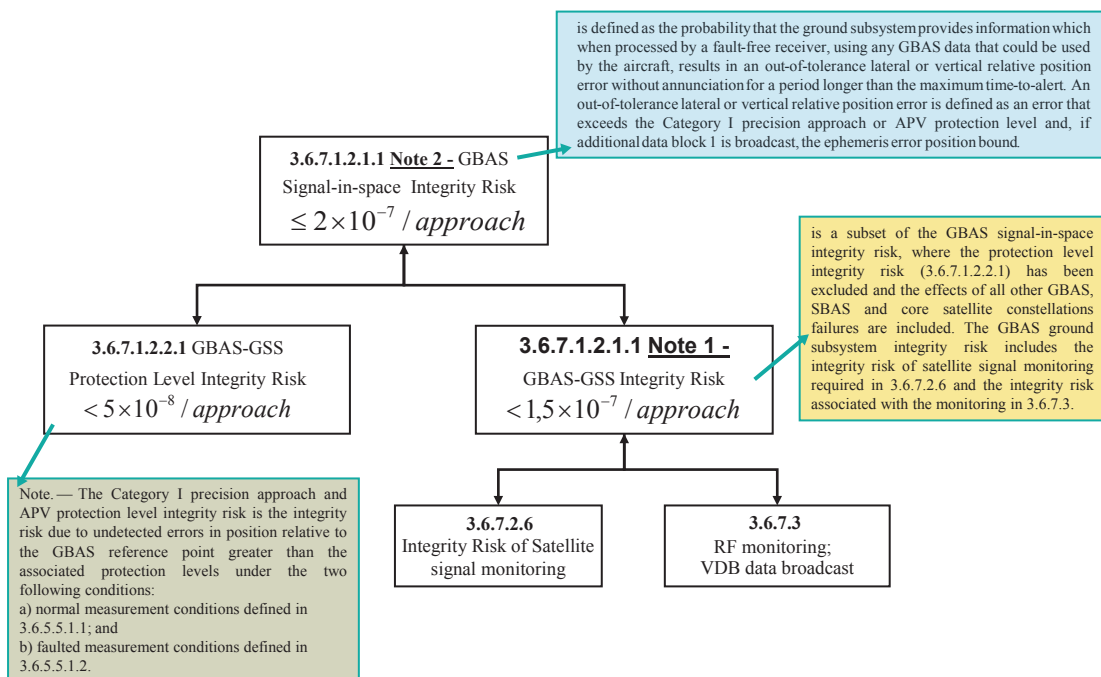 is defined as the probability that the ground subsystem provides information which
when processed by a fault-free receiver, using any GBAS data that could be used
by the aircraft, results in an out-of-tolerance lateral or vertical relative position
error without annunciation for a period longer than the maximum time-to-alert. An
out-of-tolerance lateral or vertical relative position error is defined as an error that
exceeds the Category I precision approach or APV protection level and, if
additional data block 1 is broadcast, the ephemeris error position bound.
3.6.7.1.2.1.1 Note 2 - GBAS
Signal-in-space Integrity Risk
≤ 2×10⁻⁷ / approach
is a subset of the GBAS signal-in-space
integrity risk, where the protection level
integrity risk (3.6.7.1.2.2.1) has been
excluded and the effects of all other GBAS,
SBAS and core satellite constellations
failures are included. The GBAS ground
subsystem integrity risk includes the
integrity risk of satellite signal monitoring
required in 3.6.7.2.6 and the integrity risk
associated with the monitoring in 3.6.7.3.
3.6.7.1.2.2.1 GBAS-GSS
Protection Level Integrity Risk
< 5×10⁻⁸ / approach
3.6.7.1.2.1.1 Note 1 -
GBAS-GSS Integrity Risk
< 1,5×10⁻⁷ / approach
Note. — The Category I precision approach and
APV protection level integrity risk is the integrity
risk due to undetected errors in position relative to
the GBAS reference point greater than the
associated protection levels under the two
following conditions:
a) normal measurement conditions defined in
3.6.5.5.1.1; and
b) faulted measurement conditions defined in
3.6.5.5.1.2.
3.6.7.2.6
Integrity Risk of Satellite
signal monitoring
3.6.7.3
RF monitoring;
VDB data broadcast